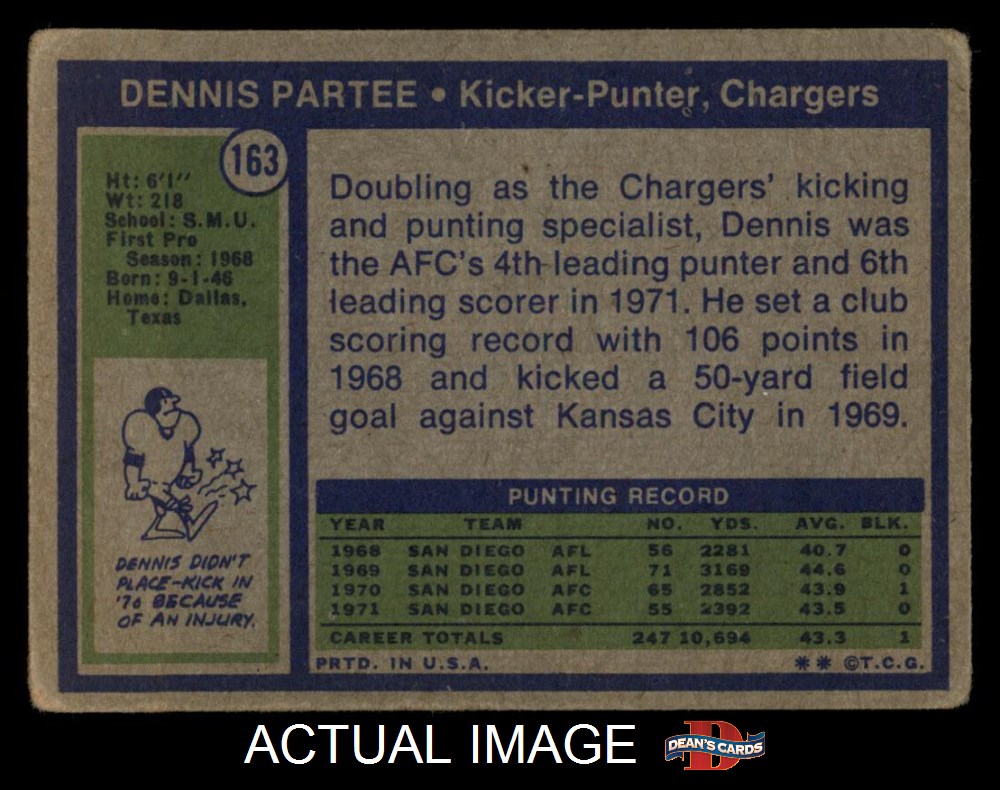 DENNIS PARTEE • Kicker-Punter, Chargers
163
Ht: 6'1"
Wt: 218
School: S.M.U.
First Pro
Season: 1968
Born: 9-1-46
Home: Dallas,
Texas
DENNIS DIDN'T
PLACE-KICK IN
'70 BECAUSE
OF AN INJURY.
Doubling as the Chargers' kicking
and punting specialist, Dennis was
the AFC's 4th leading punter and 6th
leading scorer in 1971. He set a club
scoring record with 106 points in
1968 and kicked a 50-yard field
goal against Kansas City in 1969.
PUNTING RECORD
YEAR TEAM NO. YDS. AVG. BLK.
1968 SAN DIEGO AFL 56 2281 40.7 0
1969 SAN DIEGO AFL 71 3169 44.6 0
1970 SAN DIEGO AFC 65 2852 43.9 1
1971 SAN DIEGO AFC 55 2392 43.5 0
CAREER TOTALS 247 10,694 43.3 1
PRTD. IN U.S.A. ** ©T.C.G.
ACTUAL IMAGE
D
DEAN'S CARDS